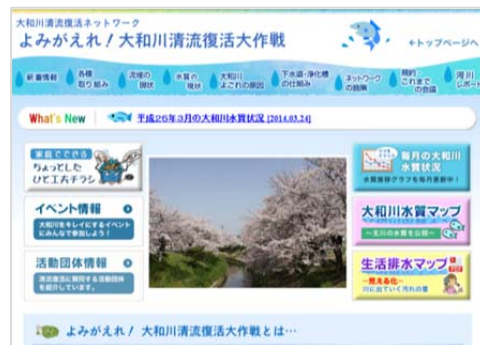 大和川清流復活ネットワーク
よみがえれ!大和川清流復活大作戦
←トップページへ
新着情報
各種
取り組み
流域の
現状
水質の
現状
大和川
よごれの原因
下水道・浄化槽
の仕組み
ネットワーク
の施策
規約
これまで
の会議
河川
レポート
What's New
平成26年3月の大和川水質状況 [2014.03.24]
家庭でできる
ちょっとした
ひと工夫チラシ
イベント情報
大和川をキレイにするイベント
にみんなで参加しよう!
活動団体情報
清流復活に関する活動団体
を紹介しています。
毎月の大和川
水質状況
水質推移グラフを毎月更新中!
大和川水質マップ
〜支川の水質を公開〜
生活排水マップ
〜見える化〜
川に出ていく汚れの量
よみがえれ! 大和川清流復活大作戦とは…